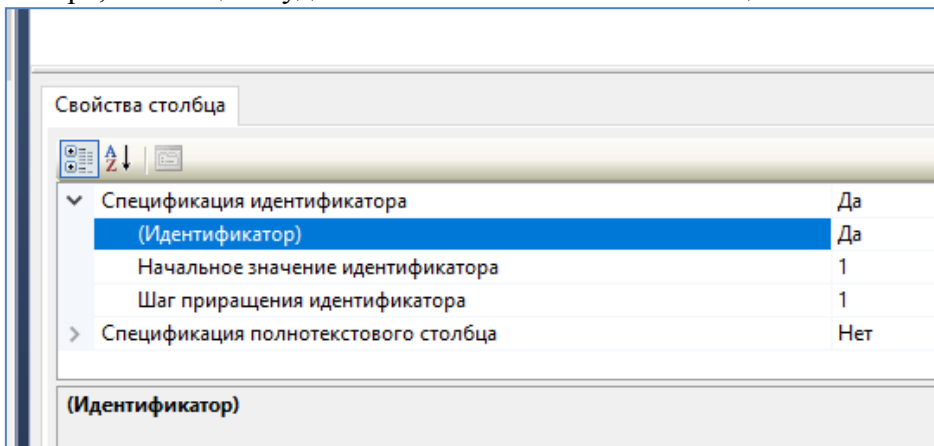 Свойства столбца
Спецификация идентификатора Да
(Идентификатор) Да
Начальное значение идентификатора 1
Шаг приращения идентификатора 1
Спецификация полнотекстового столбца Нет
(Идентификатор)